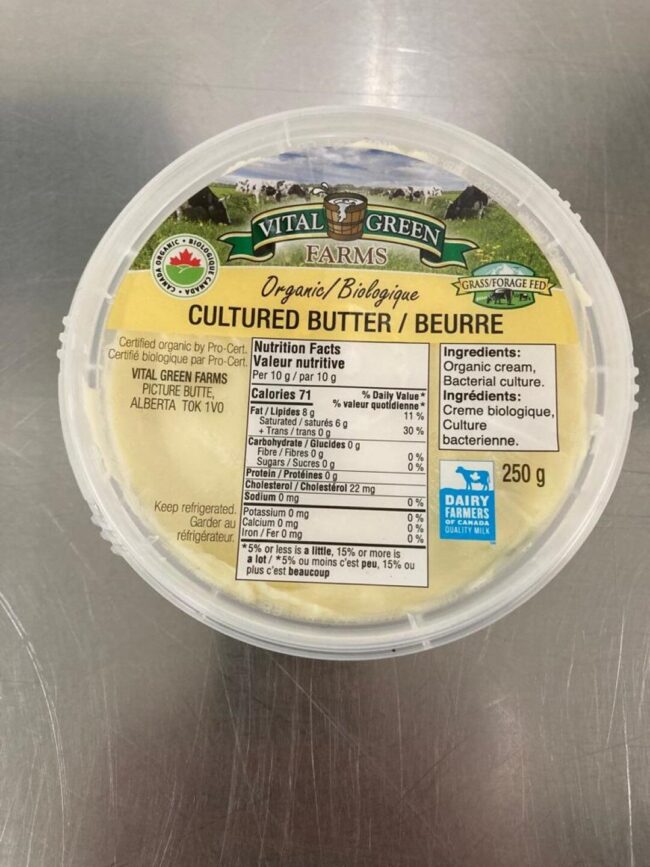 VITAL GREEN
FARMS
CANADA ORGANIC • BIOLOGIQUE CANADA •
GRASS/FORAGE FED
Organic/Biologique
CULTURED BUTTER / BEURRE
Certified organic by Pro-Cert.
Certifié biologique par Pro-Cert.
VITAL GREEN FARMS
PICTURE BUTTE,
ALBERTA T0K 1V0
Keep refrigerated.
Garder au
réfrigérateur.
Nutrition Facts
Valeur nutritive
Per 10 g / par 10 g
Calories 71
% Daily Value*
% valeur quotidienne*
Fat / Lipides 8 g 11 %
Saturated / saturés 6 g
+ Trans / trans 0 g 30 %
Carbohydrate / Glucides 0 g
Fibre / Fibres 0 g 0 %
Sugars / Sucres 0 g 0 %
Protein / Protéines 0 g
Cholesterol / Cholestérol 22 mg
Sodium 0 mg 0 %
Potassium 0 mg 0 %
Calcium 0 mg 0 %
Iron / Fer 0 mg 0 %
*5% or less is a little, 15% or more is
a lot / *5% ou moins c'est peu, 15% ou
plus c'est beaucoup
Ingredients:
Organic cream,
Bacterial culture.
Ingrédients:
Creme biologique,
Culture
bacterienne.
250 g
DAIRY
FARMERS
OF CANADA
QUALITY MILK